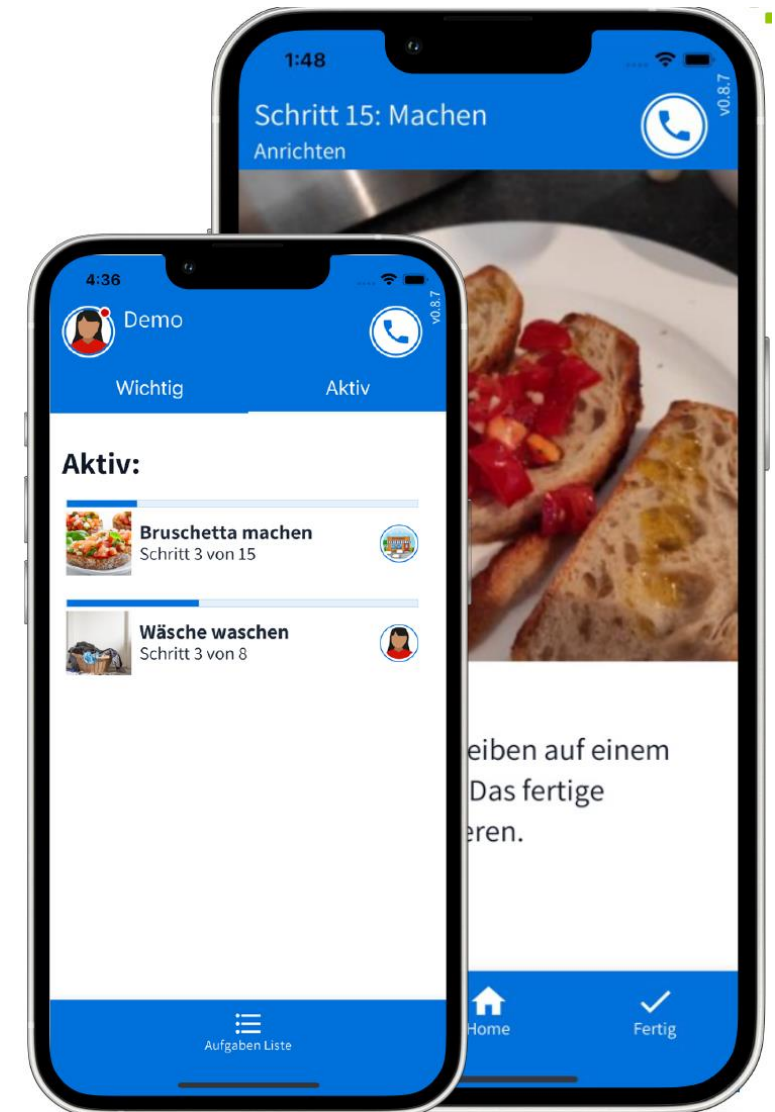 1:48
Schritt 15: Machen
Anrichten
v0.8.7
4:36
Demo
v0.8.7
Wichtig
Aktiv
Aktiv:
Bruschetta machen
Schritt 3 von 15
Wäsche waschen
Schritt 3 von 8
Aufgaben Liste
auf einem
Das fertige
Home
Fertig